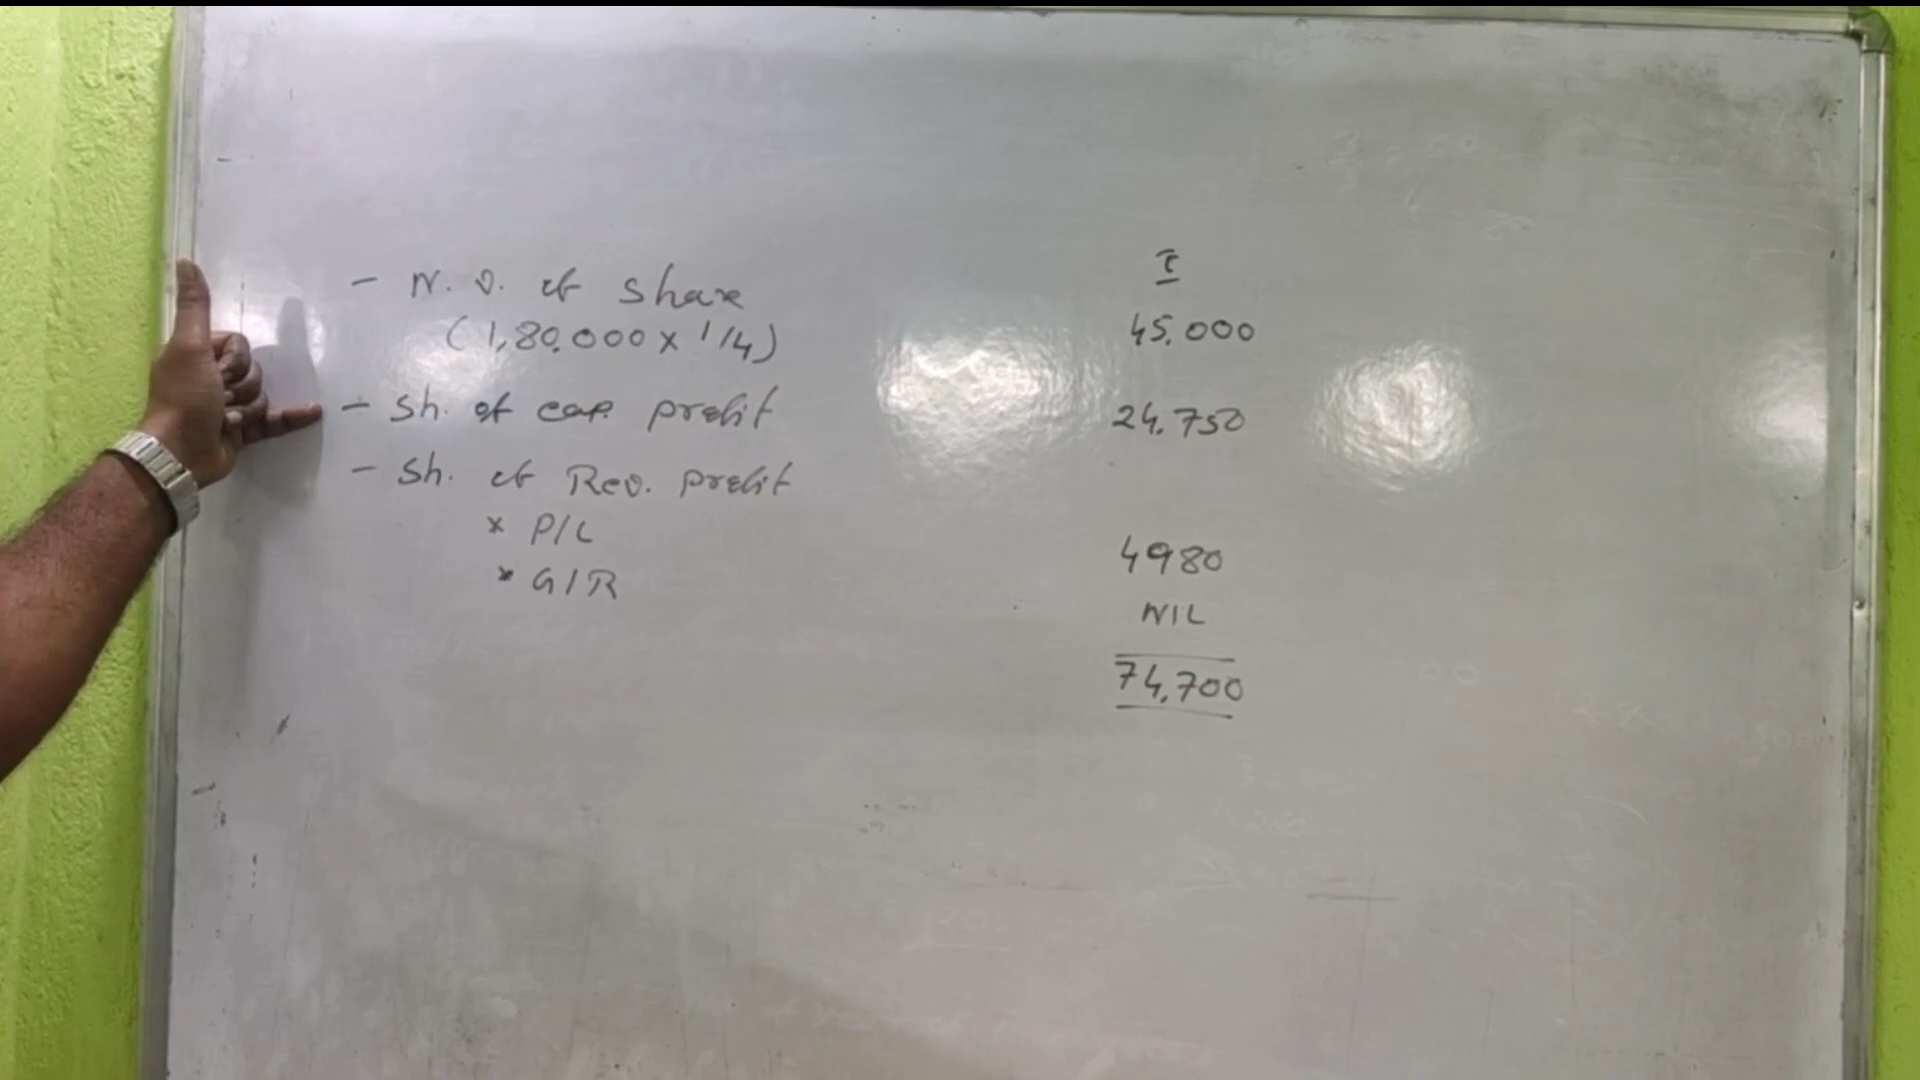 ₹
- N. V. of share
(1,80,000 x 1/4) 45,000
- Sh. of cap. profit 24,750
- Sh. of Rev. profit
* P/L 4980
* G/R NIL
74,700